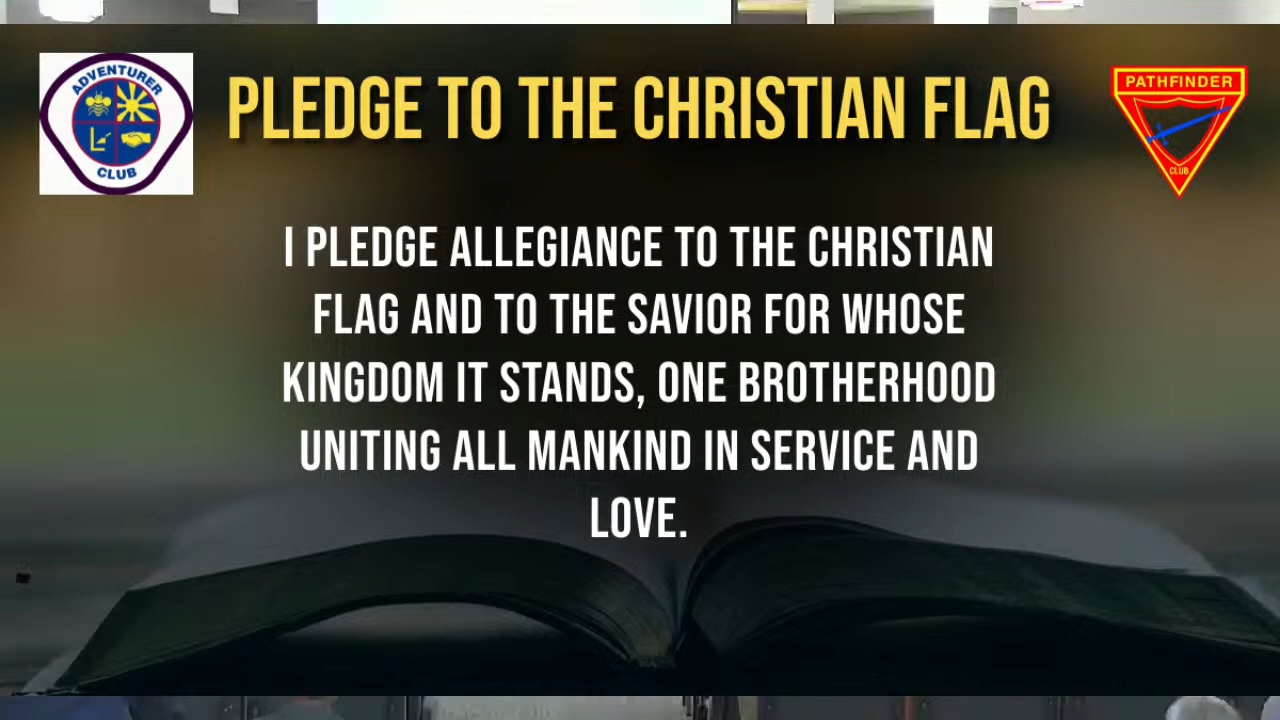 ADVENTURER
CLUB
PLEDGE TO THE CHRISTIAN FLAG
PATHFINDER
CLUB
I PLEDGE ALLEGIANCE TO THE CHRISTIAN
FLAG AND TO THE SAVIOR FOR WHOSE
KINGDOM IT STANDS, ONE BROTHERHOOD
UNITING ALL MANKIND IN SERVICE AND
LOVE.